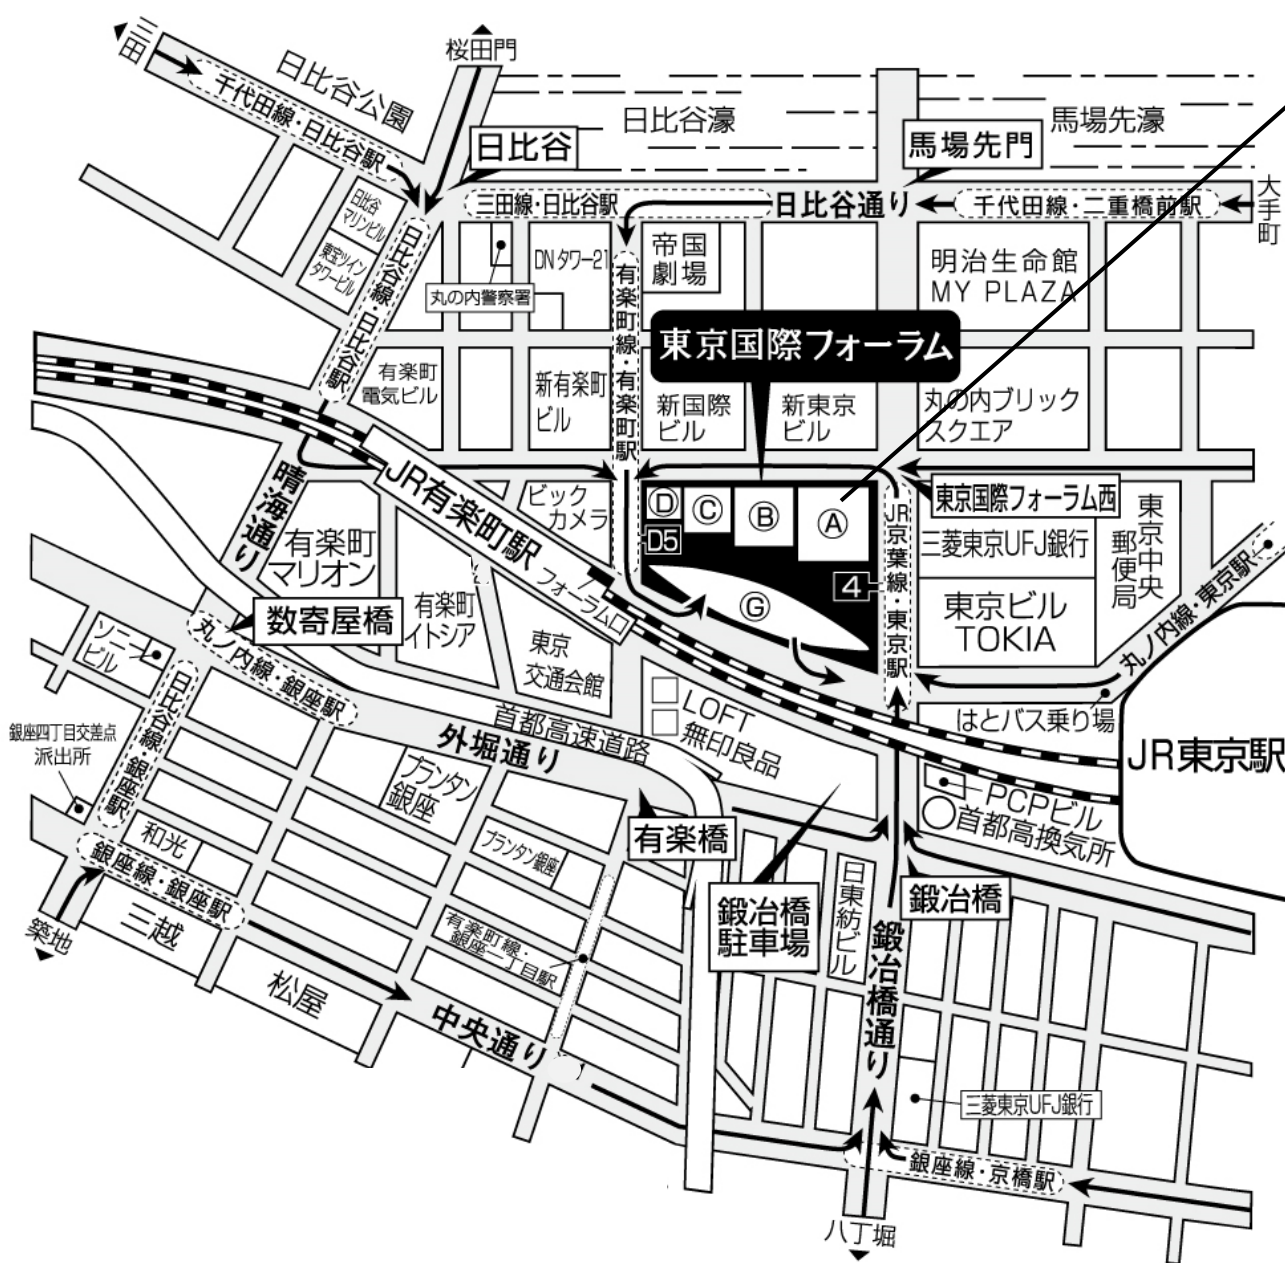 三田
日比谷公園
千代田線・日比谷駅
桜田門
日比谷
日比谷濠
馬場先門
馬場先濠
三田線・日比谷駅
日比谷通り
千代田線・二重橋前駅
大手町
日比谷
マリンビル
東宝ツイン
タワービル
日比谷線・日比谷駅
丸の内警察署
DNタワー21
有楽町線・有楽町駅
帝国
劇場
明治生命館
MY PLAZA
東京国際フォーラム
有楽町
電気ビル
新有楽町
ビル
新国際
ビル
新東京
ビル
丸の内ブリック
スクエア
晴海通り
JR有楽町駅
フォーラム口
ビック
カメラ
D
C
B
A
D5
G
4
JR京葉線・東京駅
東京国際フォーラム西
三菱東京UFJ銀行
東京中央
郵便局
東京ビル
TOKIA
丸ノ内線・東京駅
はとバス乗り場
JR東京駅
有楽町
マリオン
有楽町
イトシア
東京
交通会館
数寄屋橋
ソニー
ビル
丸ノ内線・銀座駅
日比谷線・銀座駅
銀座四丁目交差点
派出所
首都高速道路
外堀通り
LOFT
無印良品
PCPビル
首都高換気所
プランタン
銀座
プランタン銀座
有楽橋
鍛冶橋
駐車場
日東紡ビル
鍛冶橋
鍛冶橋通り
和光
銀座線・銀座駅
三越
築地
松屋
有楽町線・
銀座一丁目駅
中央通り
三菱東京UFJ銀行
銀座線・京橋駅
八丁堀